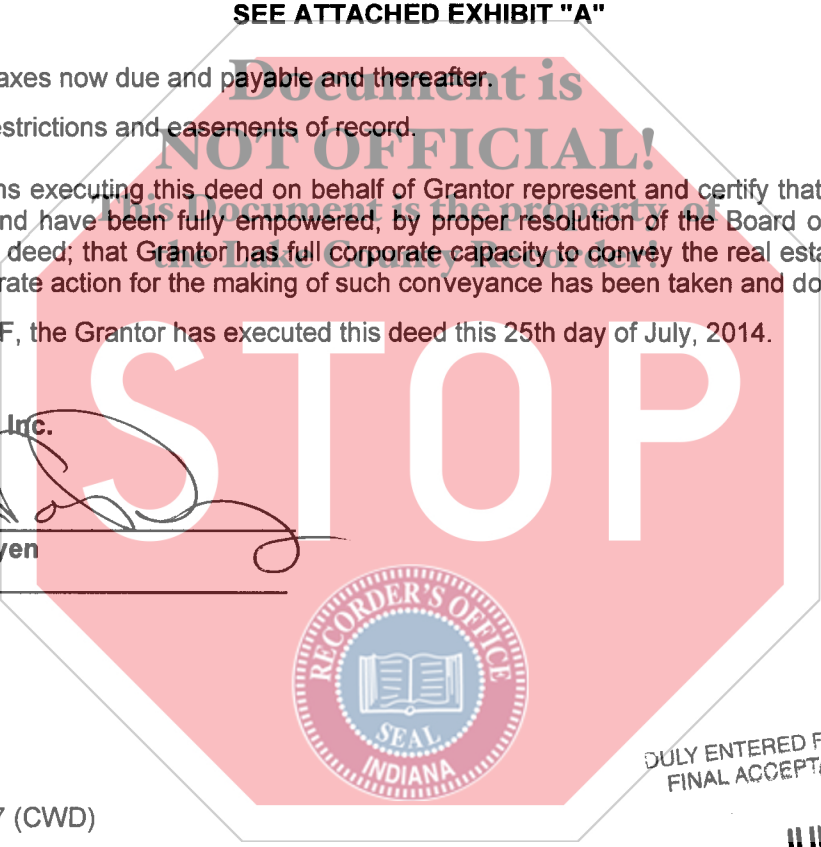 SEE ATTACHED EXHIBIT "A"
axes now due and payable and thereafter.
Document is
estrictions and easements of record.
NOT OFFICIAL!
ns executing this deed on behalf of Grantor represent and certify that
This Document is the property of
nd have been fully empowered, by proper resolution of the Board o
the Lake County Recorder!
deed; that Grantor has full corporate capacity to convey the real esta
rate action for the making of such conveyance has been taken and do
F, the Grantor has executed this deed this 25th day of July, 2014.
STOP
Inc.
yen
RECORDER'S OFFICE
SEAL
INDIANA
DULY ENTERED F
FINAL ACCEPTA
7 (CWD)